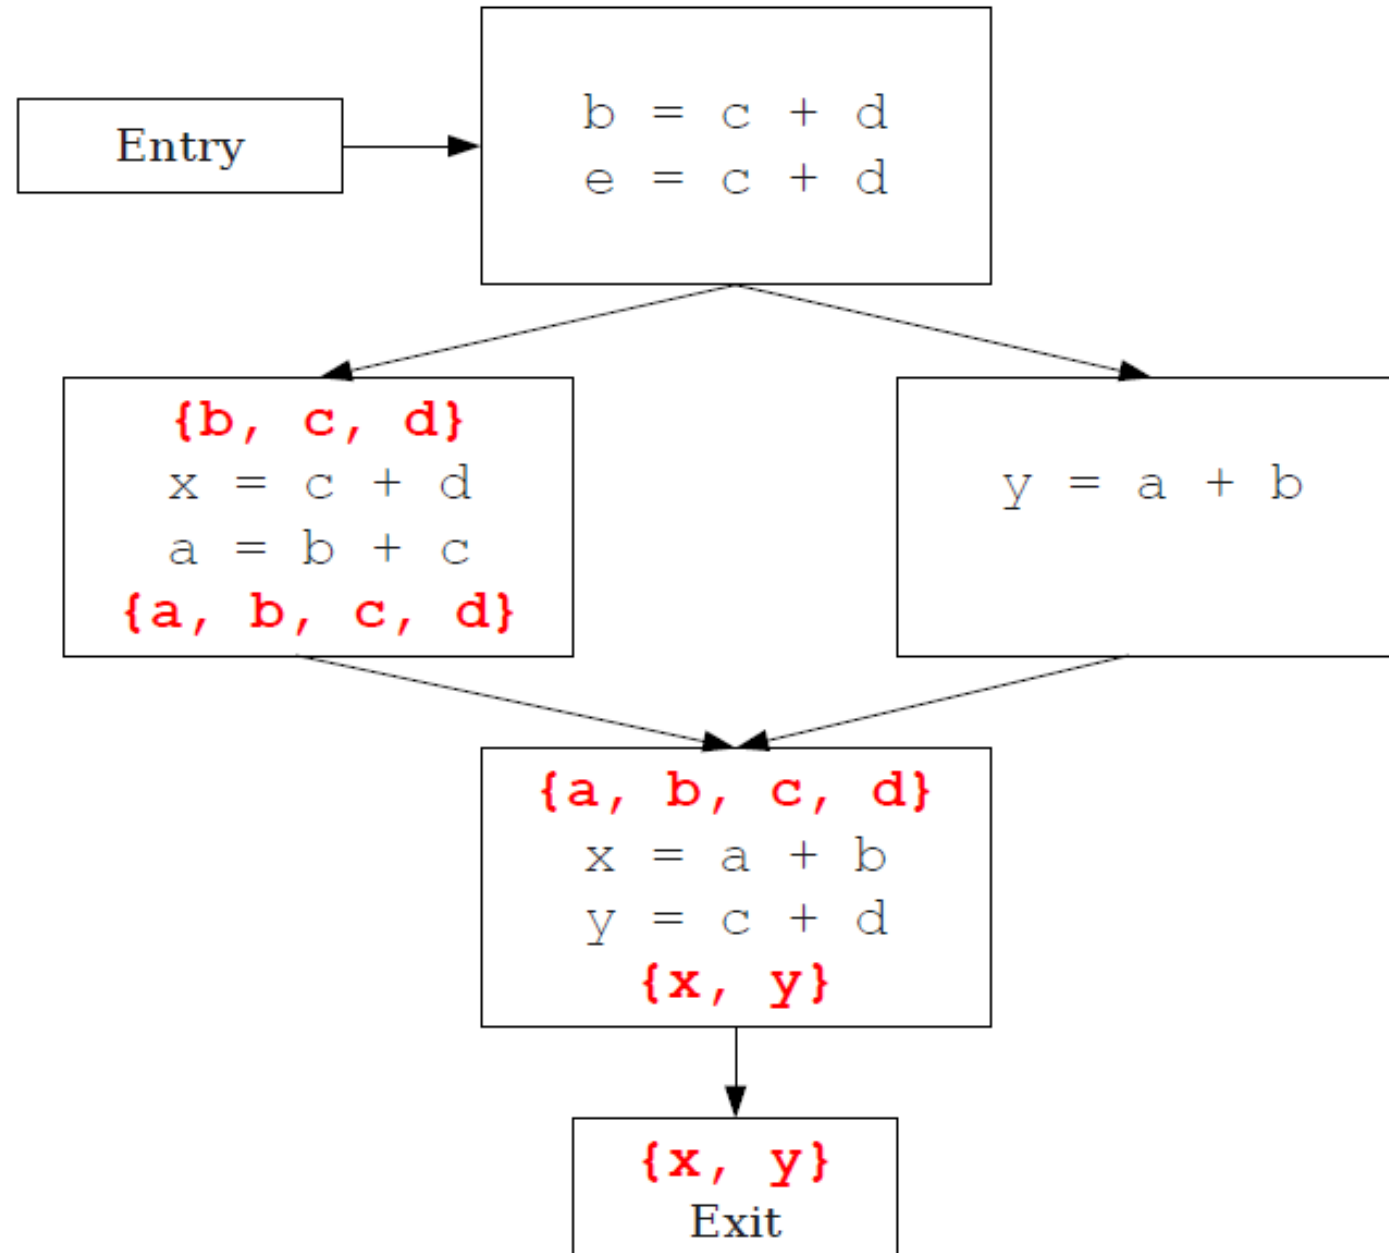 Entry
b = c + d
e = c + d
{b, c, d}
x = c + d
a = b + c
{a, b, c, d}
y = a + b
{a, b, c, d}
x = a + b
y = c + d
{x, y}
{x, y}
Exit